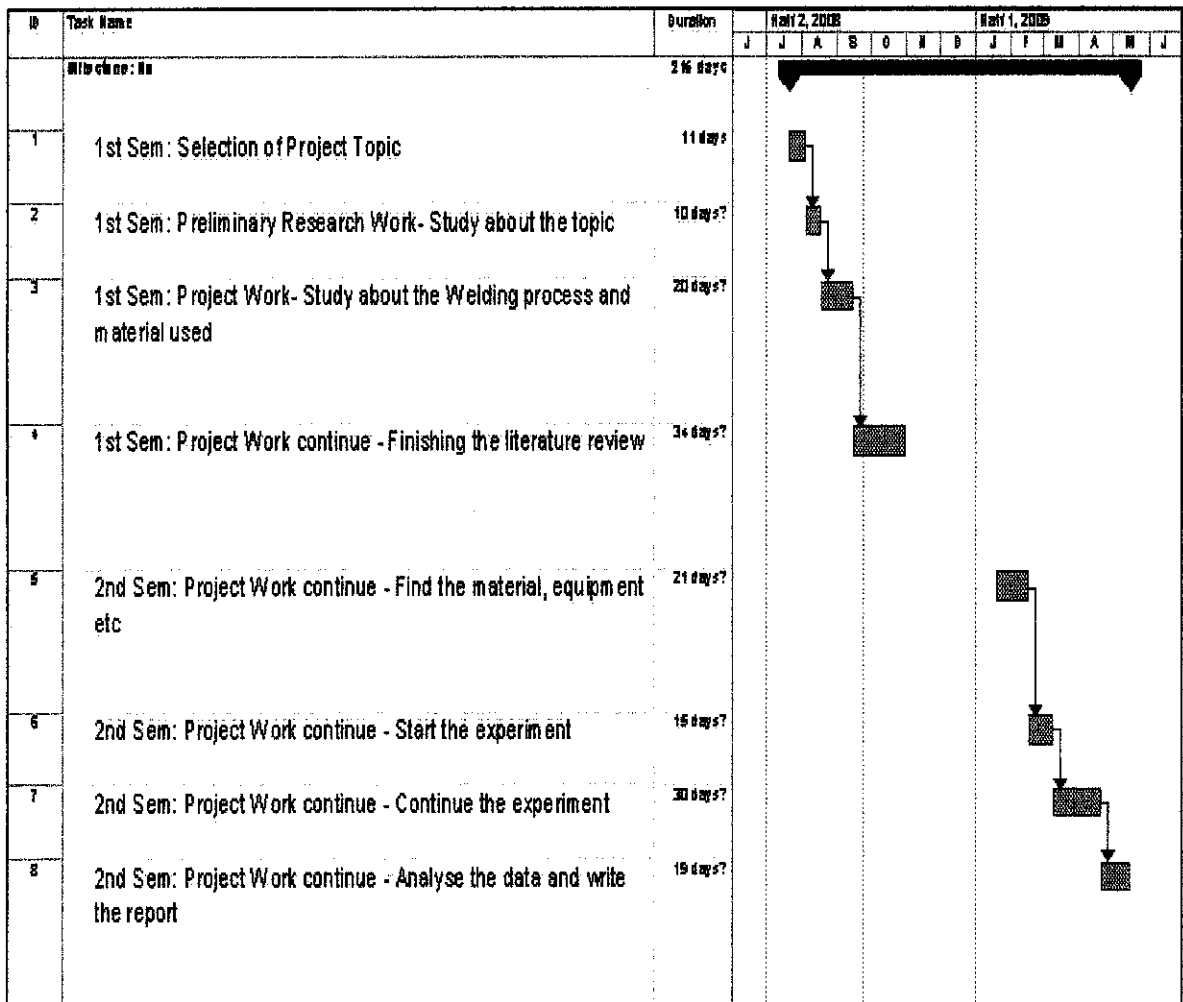 ID Task Name Duration Half 2, 2008 Half 1, 2009
J J A S O N D J F M A M J
216 days
1 1st Sem: Selection of Project Topic 11 days
2 1st Sem: Preliminary Research Work- Study about the topic 10 days?
3 1st Sem: Project Work- Study about the Welding process and 20 days?
material used
4 1st Sem: Project Work continue - Finishing the literature review 34 days?
5 2nd Sem: Project Work continue - Find the material, equipment 21 days?
etc
6 2nd Sem: Project Work continue - Start the experiment 15 days?
7 2nd Sem: Project Work continue - Continue the experiment 30 days?
8 2nd Sem: Project Work continue - Analyse the data and write 19 days?
the report